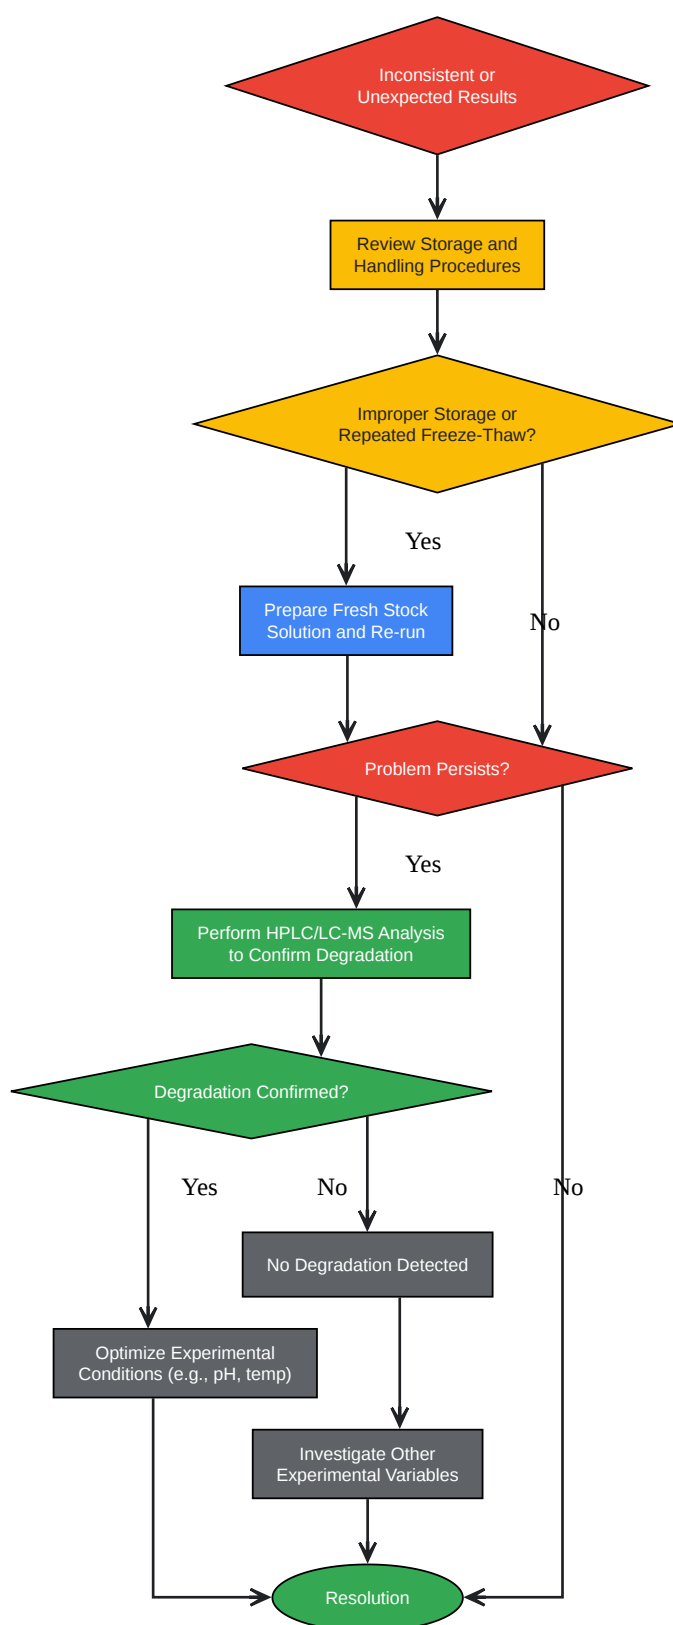 Inconsistent or
Unexpected Results
Review Storage and
Handling Procedures
Improper Storage or
Repeated Freeze-Thaw?
Yes
Prepare Fresh Stock
Solution and Re-run
No
Problem Persists?
Yes
Perform HPLC/LC-MS Analysis
to Confirm Degradation
Degradation Confirmed?
Yes
No
No
No Degradation Detected
Optimize Experimental
Conditions (e.g., pH, temp)
Investigate Other
Experimental Variables
Resolution